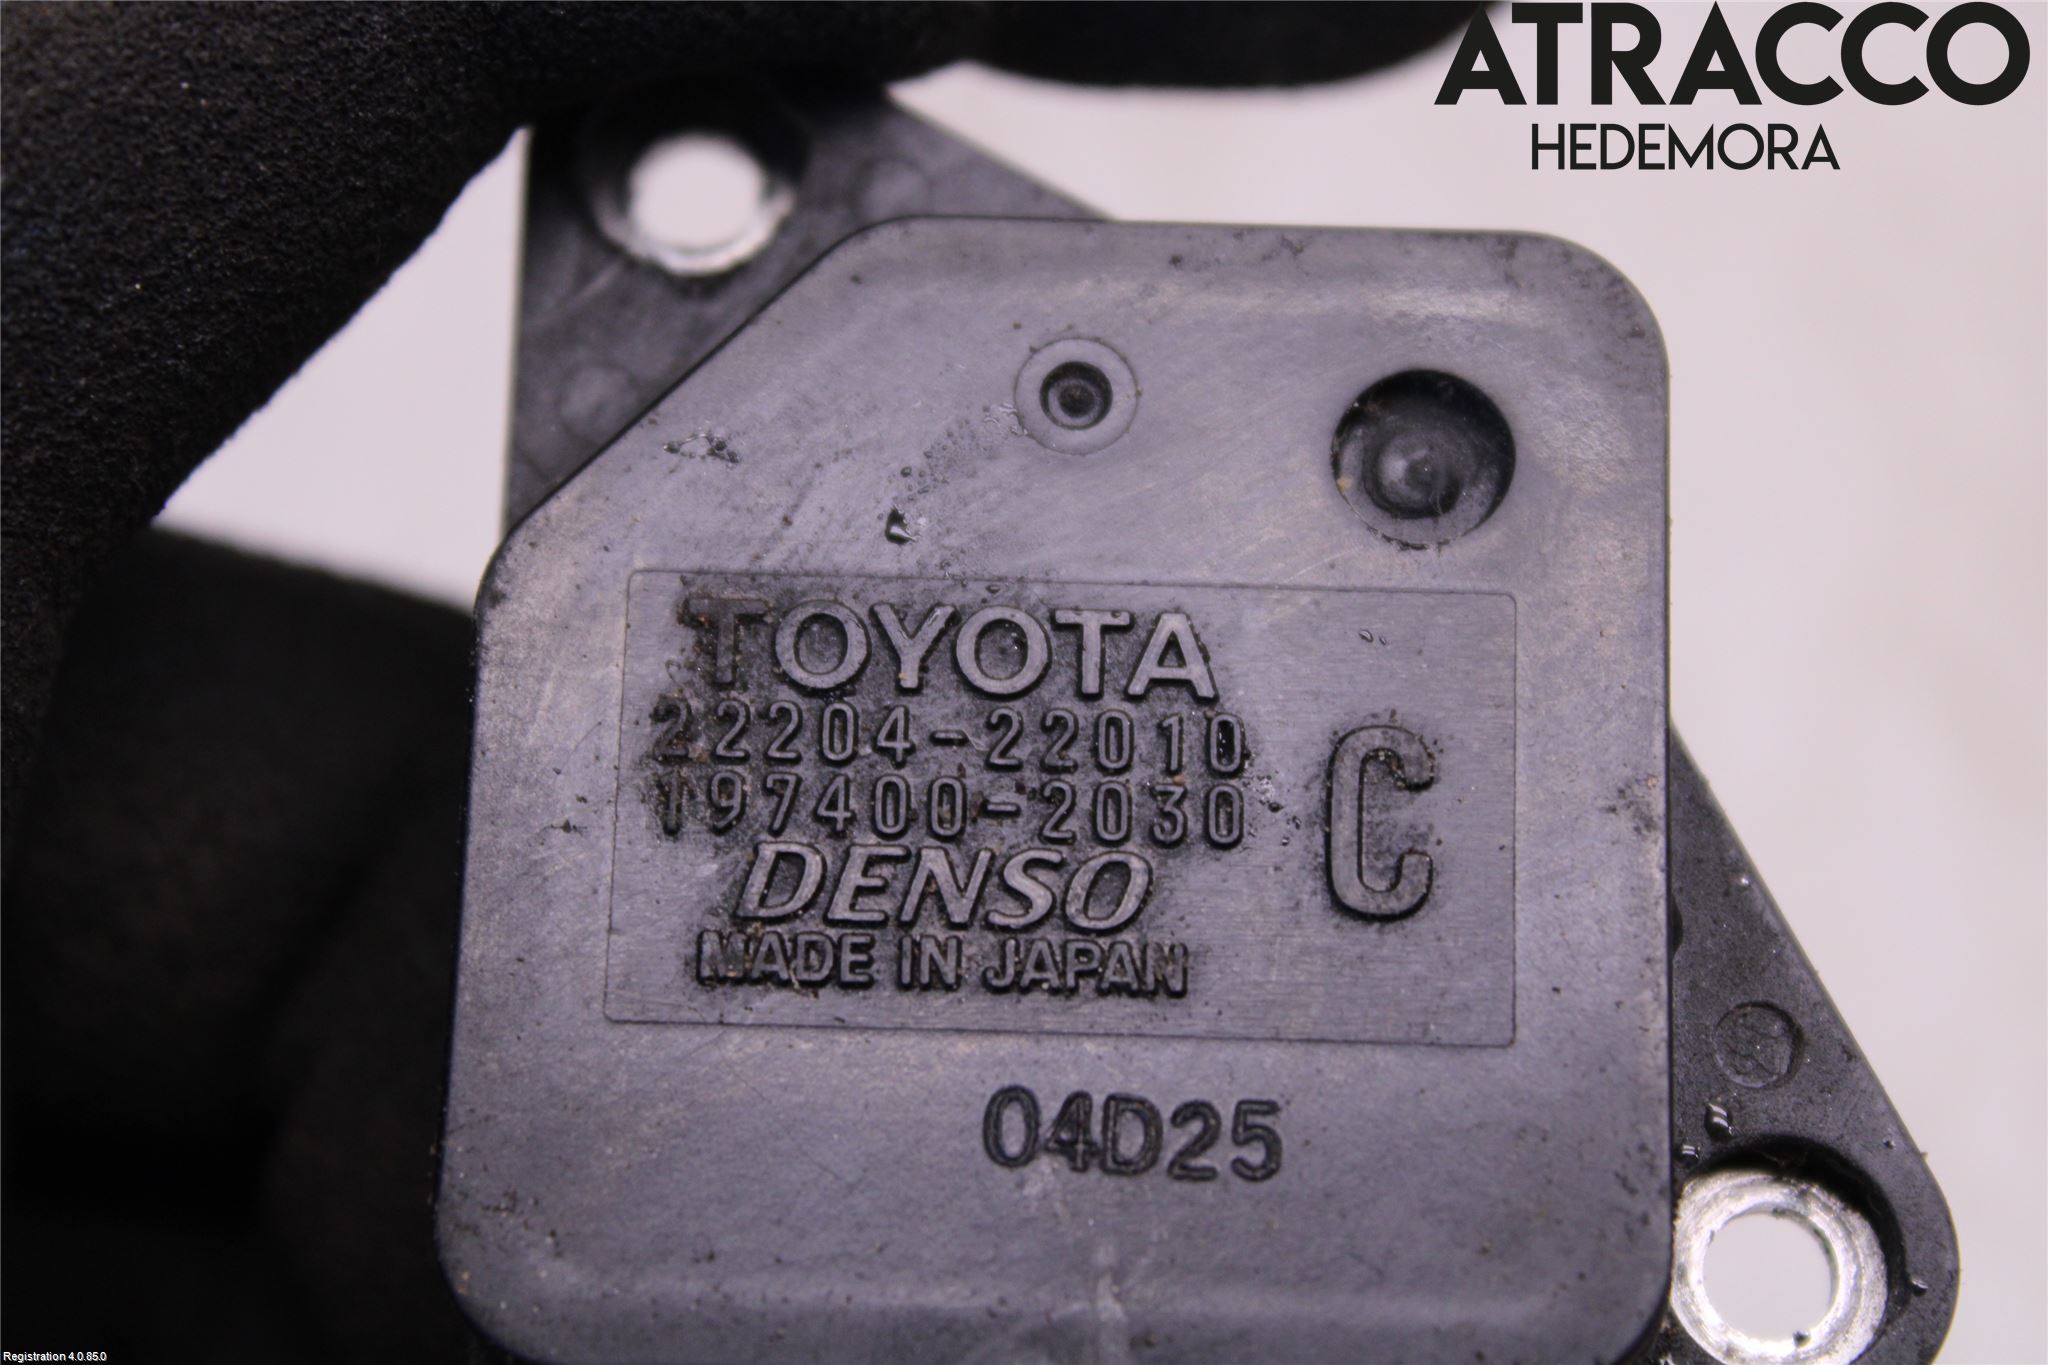 ATRACCO
HEDEMORA
TOYOTA
22204-22010
197400-2030
C
DENSO
MADE IN JAPAN
04D25
Registration 4.0.85.0